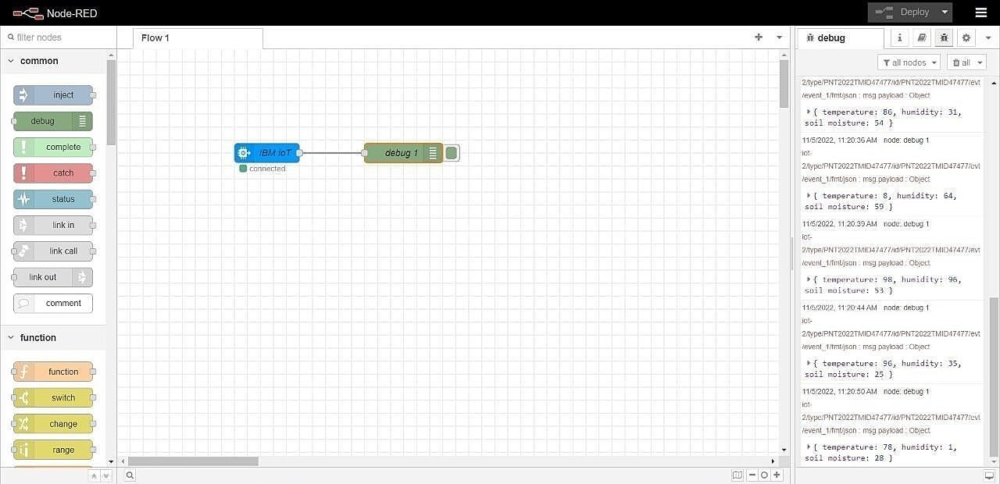 Node-RED
Deploy
filter nodes
Flow 1
common
inject
debug
complete
catch
status
link in
link call
link out
comment
function
function
switch
change
range
IBM IoT
connected
debug 1
debug
i
all nodes
all
2/type/PNT2022TMID47477/id/PNT2022TMID47477/evt
/event_1/fmt/json : msg.payload : Object
{ temperature: 86, humidity: 31,
soil moisture: 54 }
11/5/2022, 11:20:36 AM node: debug 1
iot-
2/type/PNT2022TMID47477/id/PNT2022TMID47477/evt
/event_1/fmt/json : msg.payload : Object
{ temperature: 8, humidity: 64,
soil moisture: 59 }
11/5/2022, 11:20:39 AM node: debug 1
iot-
2/type/PNT2022TMID47477/id/PNT2022TMID47477/evt
/event_1/fmt/json : msg.payload : Object
{ temperature: 98, humidity: 96,
soil moisture: 53 }
11/5/2022, 11:20:44 AM node: debug 1
iot-
2/type/PNT2022TMID47477/id/PNT2022TMID47477/evt
/event_1/fmt/json : msg.payload : Object
{ temperature: 96, humidity: 35,
soil moisture: 25 }
11/5/2022, 11:20:50 AM node: debug 1
iot-
2/type/PNT2022TMID47477/id/PNT2022TMID47477/evt
/event_1/fmt/json : msg.payload : Object
{ temperature: 78, humidity: 1,
soil moisture: 28 }